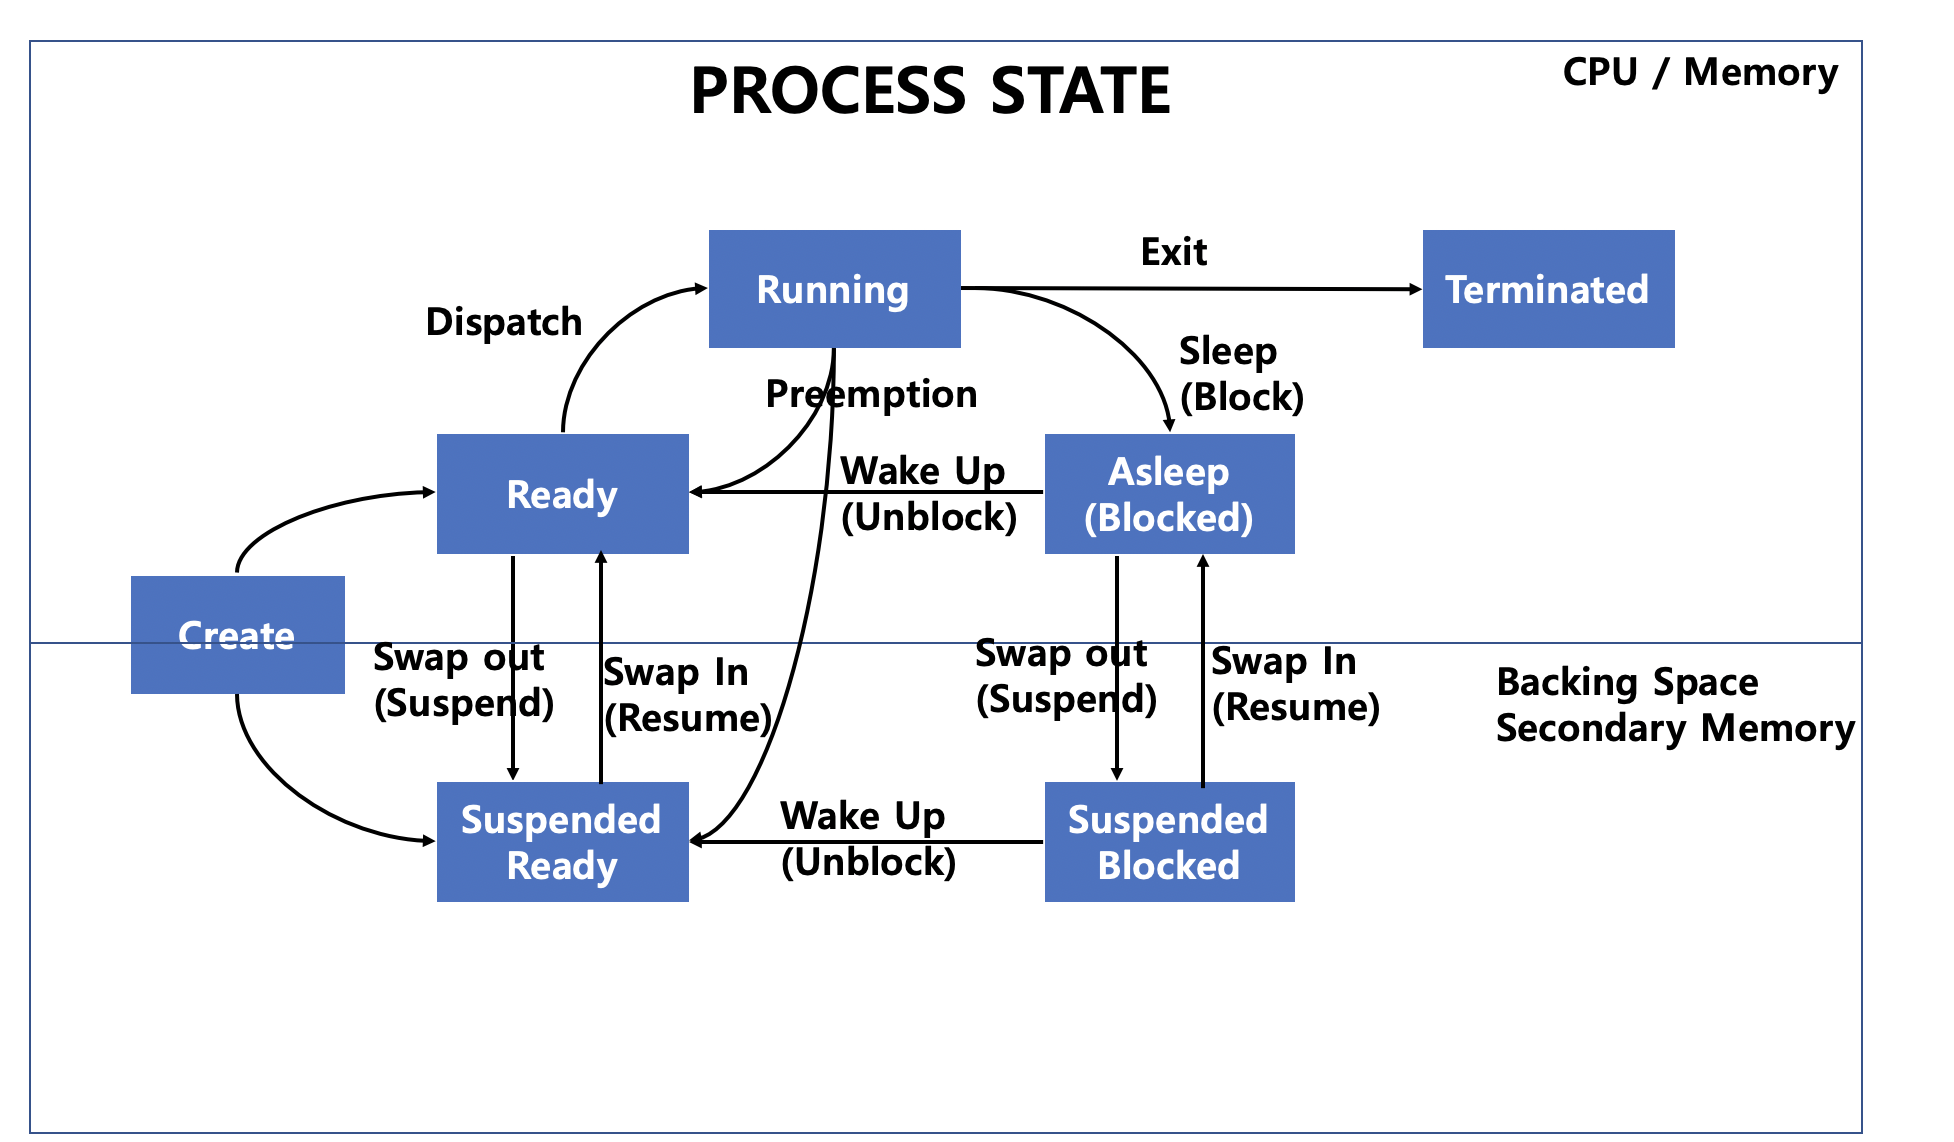 PROCESS STATE
CPU / Memory
Running
Exit
Terminated
Dispatch
Sleep
(Block)
Preemption
Ready
Wake Up
(Unblock)
Asleep
(Blocked)
Create
Swap out
(Suspend)
Swap In
(Resume)
Swap out
(Suspend)
Swap In
(Resume)
Backing Space
Secondary Memory
Suspended
Ready
Wake Up
(Unblock)
Suspended
Blocked